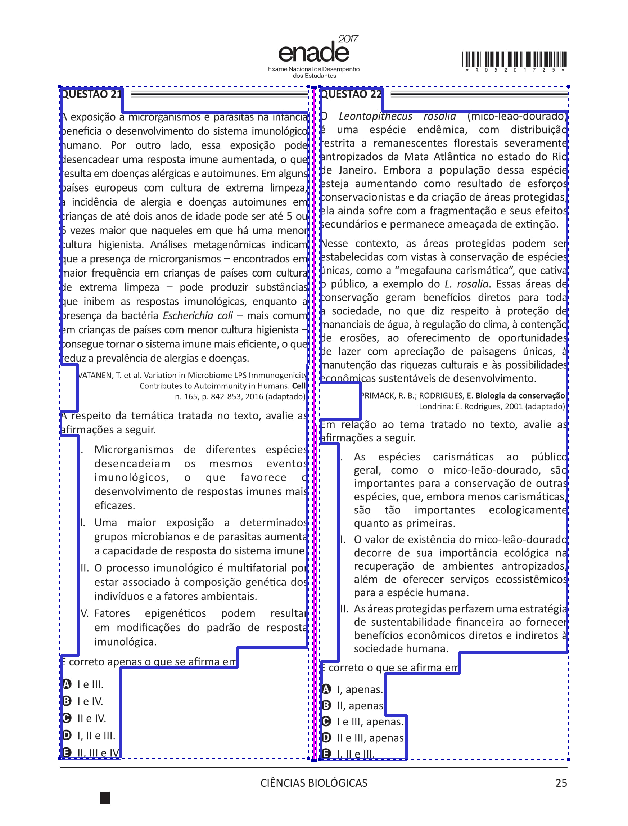 2017
enade
Exame Nacional de Desempenho
dos Estudantes
QUESTÃO 21
A exposição a microrganismos e parasitas na infância
beneficia o desenvolvimento do sistema imunológico
humano. Por outro lado, essa exposição pode
desencadear uma resposta imune aumentada, o que
resulta em doenças alérgicas e autoimunes. Em alguns
países europeus com cultura de extrema limpeza,
a incidência de alergia e doenças autoimunes em
crianças de até dois anos de idade pode ser até 5 ou
6 vezes maior que naqueles em que há uma menor
cultura higienista. Análises metagenômicas indicam
que a presença de microrganismos – encontrados em
maior frequência em crianças de países com cultura
de extrema limpeza – pode produzir substâncias
que inibem as respostas imunológicas, enquanto a
presença da bactéria Escherichia coli – mais comum
em crianças de países com menor cultura higienista –
consegue tornar o sistema imune mais eficiente, o que
reduz a prevalência de alergias e doenças.
VATANEN, T. et al. Variation in Microbiome LPS Immunogenicity
Contributes to Autoimmunity in Humans. Cell
n. 165, p. 842-853, 2016 (adaptado)
A respeito da temática tratada no texto, avalie as
afirmações a seguir.
I. Microrganismos de diferentes espécies
desencadeiam os mesmos eventos
imunológicos, o que favorece o
desenvolvimento de respostas imunes mais
eficazes.
II. Uma maior exposição a determinados
grupos microbianos e de parasitas aumenta
a capacidade de resposta do sistema imune
III. O processo imunológico é multifatorial por
estar associado à composição genética dos
indivíduos e a fatores ambientais.
IV. Fatores epigenéticos podem resultar
em modificações do padrão de resposta
imunológica.
É correto apenas o que se afirma em
A I e III.
B I e IV.
C II e IV.
D I, II e III.
E II, III e IV
QUESTÃO 22
O Leontopithecus rosalia (mico-leão-dourado)
é uma espécie endêmica, com distribuição
restrita a remanescentes florestais severamente
antropizados da Mata Atlântica no estado do Rio
de Janeiro. Embora a população dessa espécie
esteja aumentando como resultado de esforços
conservacionistas e da criação de áreas protegidas,
ela ainda sofre com a fragmentação e seus efeitos
secundários e permanece ameaçada de extinção.
Nesse contexto, as áreas protegidas podem ser
estabelecidas com vistas à conservação de espécies
únicas, como a “megafauna carismática”, que cativa
o público, a exemplo do L. rosalia. Essas áreas de
conservação geram benefícios diretos para toda
a sociedade, no que diz respeito à proteção de
mananciais de água, à regulação do clima, à contenção
de erosões, ao oferecimento de oportunidades
de lazer com apreciação de paisagens únicas, à
manutenção das riquezas culturais e às possibilidades
econômicas sustentáveis de desenvolvimento.
PRIMACK, R. B.; RODRIGUES, E. Biologia da conservação
Londrina: E. Rodrigues, 2001 (adaptado)
Em relação ao tema tratado no texto, avalie as
afirmações a seguir.
I. As espécies carismáticas ao público
geral, como o mico-leão-dourado, são
importantes para a conservação de outras
espécies, que, embora menos carismáticas,
são tão importantes ecologicamente
quanto as primeiras.
II. O valor de existência do mico-leão-dourado
decorre de sua importância ecológica na
recuperação de ambientes antropizados,
além de oferecer serviços ecossistêmicos
para a espécie humana.
III. As áreas protegidas perfazem uma estratégia
de sustentabilidade financeira ao fornecer
benefícios econômicos diretos e indiretos à
sociedade humana.
É correto o que se afirma em
A I, apenas.
B II, apenas
C I e III, apenas.
D II e III, apenas
E I, II e III.
CIÊNCIAS BIOLÓGICAS 25